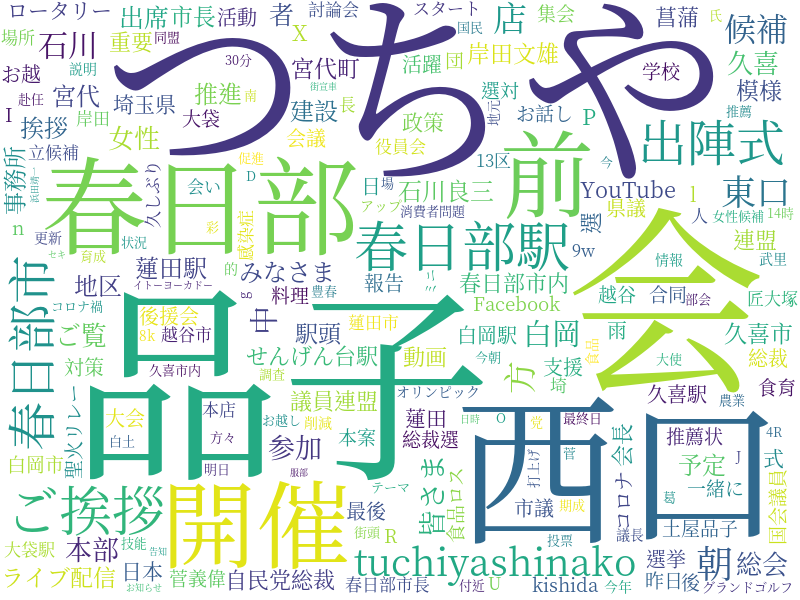 ロータリー
出席市長
活動
者
討論会
スタート
国民
氏
場所
石川
重要
同盟
30分
店
集会
菖蒲
候補
お越
説明
つちや
X
岸田文雄
久喜
I
赴任
宮代
埼玉県
推進
宮代町
活躍
団
学校
模様
挨拶
岸田
大袋
建設
長
選対
お話し
推薦
立候補
女性
会議
政策
P
出陣式
事務所
春日部
役員会
前
13区
YouTube
東口
久しぶり
会い
日場
石川良三
県議
l
n
更新
感染症
アップ
消費者問題
選
人
女性候補
14時
状況
春日部駅
9w
連盟
地区
蓮田駅
みなさま
報告
春日部市内
情報
武里
春日部市
コロナ禍
イトーヨーカドー
g
料理
豊春
Facebook
越谷
合同
部会
匠大塚
ご覧
後援会
中
駅頭
蓮田市
白岡駅
白岡
雨
久喜市
8k
越谷市
会
対策
品子
せんげん台駅
動画
今朝
支援
大使
総裁
久喜市内
調査
オリンピック
埼
久喜駅
食育
聖火リレー
大会
本店
議員連盟
西口
農業
白土
方々
お越し
削減
蓮田
方
日時
O
党
最終日
推薦状
4R
白岡市
明日
参加
本案
総裁選
皆さま
菅
打上げ
コロナ
会長
予定
J
式
ご挨拶
開催
服部
テーマ
食品ロス
市議
期成
一緒に
国会議員
大袋駅
本部
技能
告知
最後
街頭
R
tuchiyashinako
投票
議長
土屋品子
葛
朝
総会
ライブ配信
日本
お知らせ
菅義偉
自民党総裁
春日部市長
付近
U
kishida
今年
選挙
昨日
後
グランドゴルフ